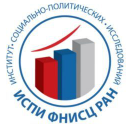 ИНСТИТУТ СОЦИАЛЬНО-ПОЛИТИЧЕСКИХ ИССЛЕДОВАНИЙ
ИСПИ ФНИСЦ РАН